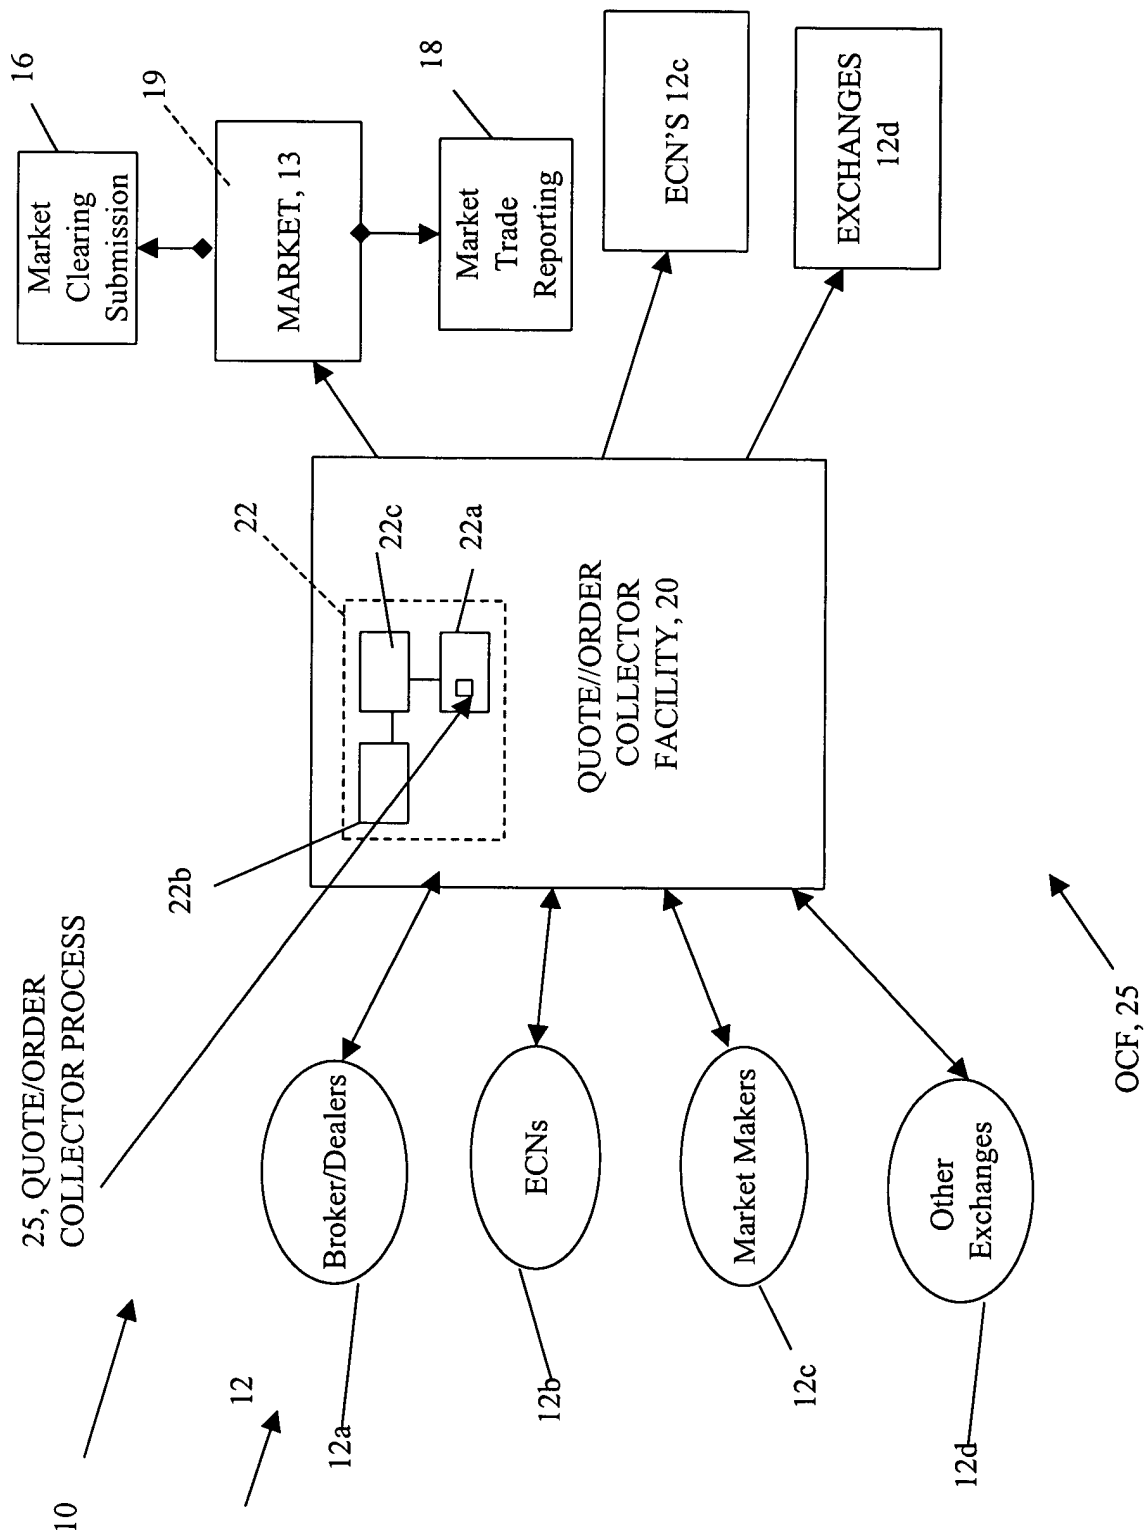 10
25, QUOTE/ORDER
COLLECTOR PROCESS
12
12a
Broker/Dealers
12b
ECNs
12c
Market Makers
12d
Other
Exchanges
22b
22
22c
22a
QUOTE//ORDER
COLLECTOR
FACILITY, 20
16
Market
Clearing
Submission
19
MARKET, 13
18
Market
Trade
Reporting
ECN'S 12c
EXCHANGES
12d
OCF, 25